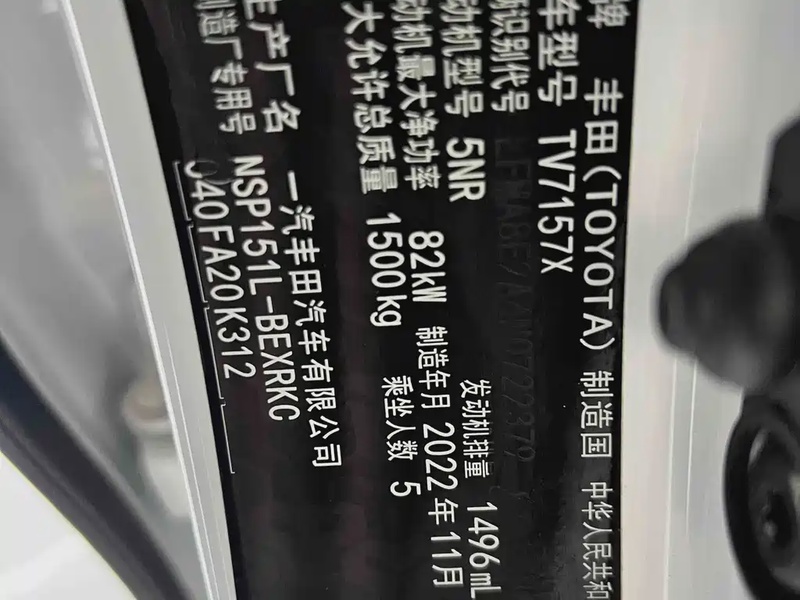 牌 丰田(TOYOTA) 制造国 中华人民共和
车型号 TV7157X
识别代号
动机型号 5NR 发动机排量 1496mL
动机最大净功率 82kW 制造年月 2022年11月
大允许总质量 1500kg 乘坐人数 5
生产厂名 一汽丰田汽车有限公司
制造厂专用号 NSP151L-BEXRKC
040FA20K312